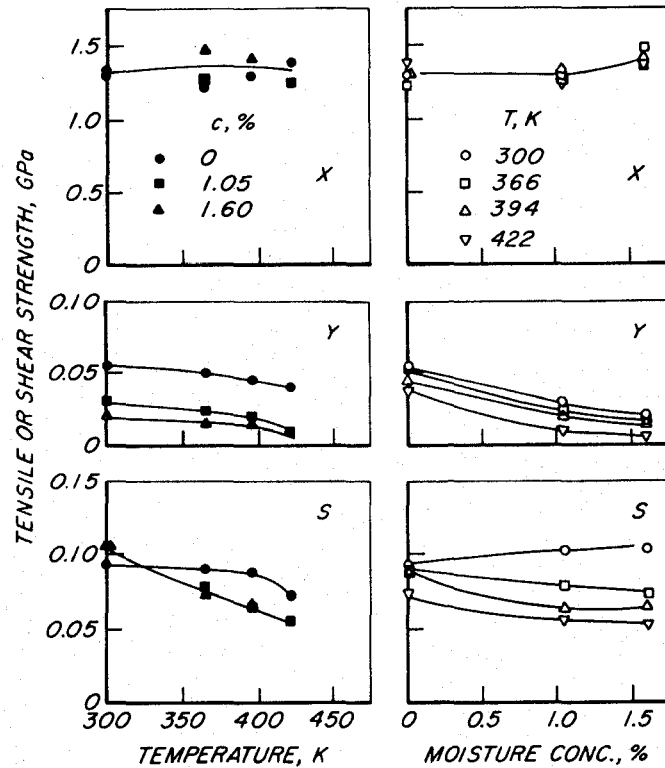 TENSILE OR SHEAR STRENGTH, GPa
1.5
1.0
0.5
0
c, %
0
1.05
1.60
X
T, K
300
366
394
422
X
0.10
0.05
0
Y
Y
0.15
0.10
0.05
0
S
S
300 350 400 450
TEMPERATURE, K
0 0.5 1.0 1.5
MOISTURE CONC., %